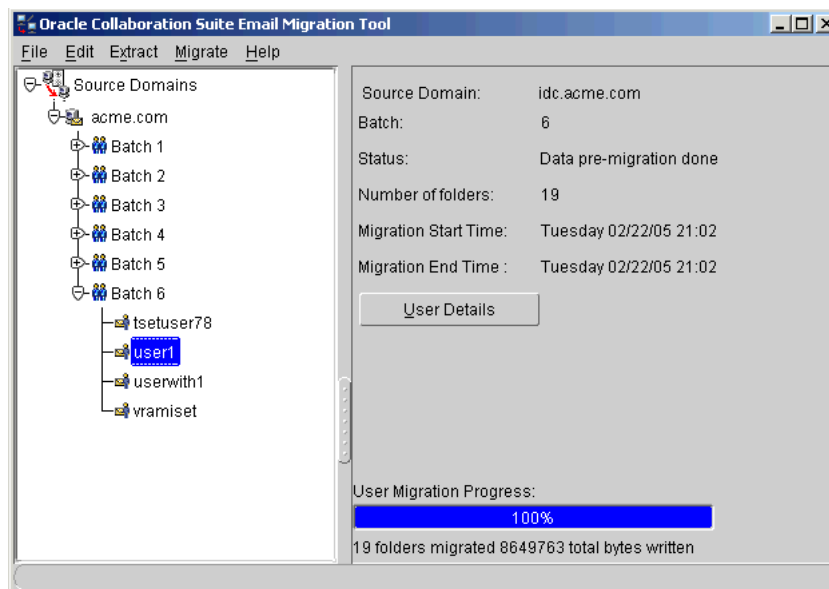 Oracle Collaboration Suite Email Migration Tool
File Edit Extract Migrate Help
Source Domains
acme.com
Batch 1
Batch 2
Batch 3
Batch 4
Batch 5
Batch 6
tsetuser78
user1
userwith1
vramiset
Source Domain: idc.acme.com
Batch: 6
Status: Data pre-migration done
Number of folders: 19
Migration Start Time: Tuesday 02/22/05 21:02
Migration End Time : Tuesday 02/22/05 21:02
User Details
User Migration Progress:
100%
19 folders migrated 8649763 total bytes written